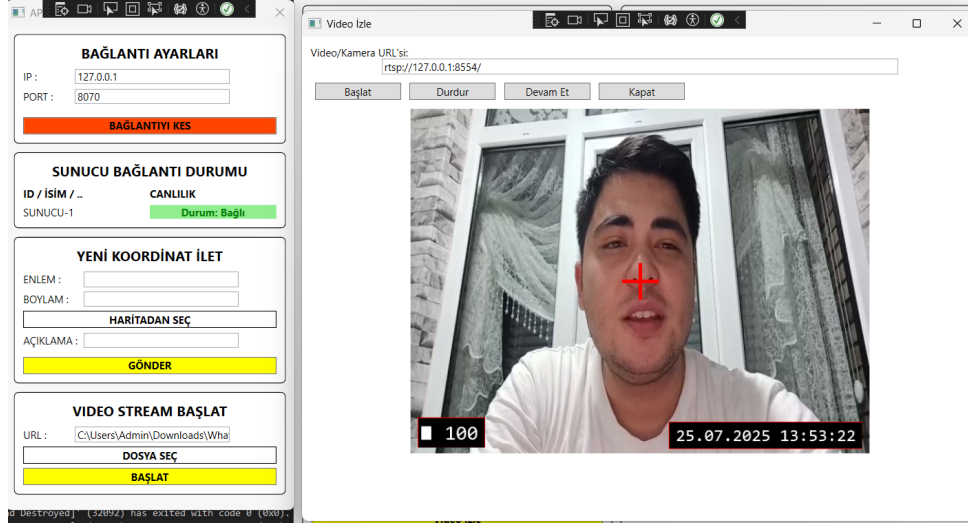 AP
BAĞLANTI AYARLARI
IP :
127.0.0.1
PORT :
8070
BAĞLANTIYI KES
SUNUCU BAĞLANTI DURUMU
ID / İSİM / ..
CANLILIK
SUNUCU-1
Durum: Bağlı
YENİ KOORDİNAT İLET
ENLEM :
BOYLAM :
HARİTADAN SEÇ
AÇIKLAMA :
GÖNDER
VIDEO STREAM BAŞLAT
URL :
C:\Users\Admin\Downloads\Wha
DOSYA SEÇ
BAŞLAT
d Destroyed]' (32092) has exited with code 0 (0x0).
Video İzle
Video/Kamera URL'si:
rtsp://127.0.0.1:8554/
Başlat
Durdur
Devam Et
Kapat
100
25.07.2025 13:53:22
Video İzle